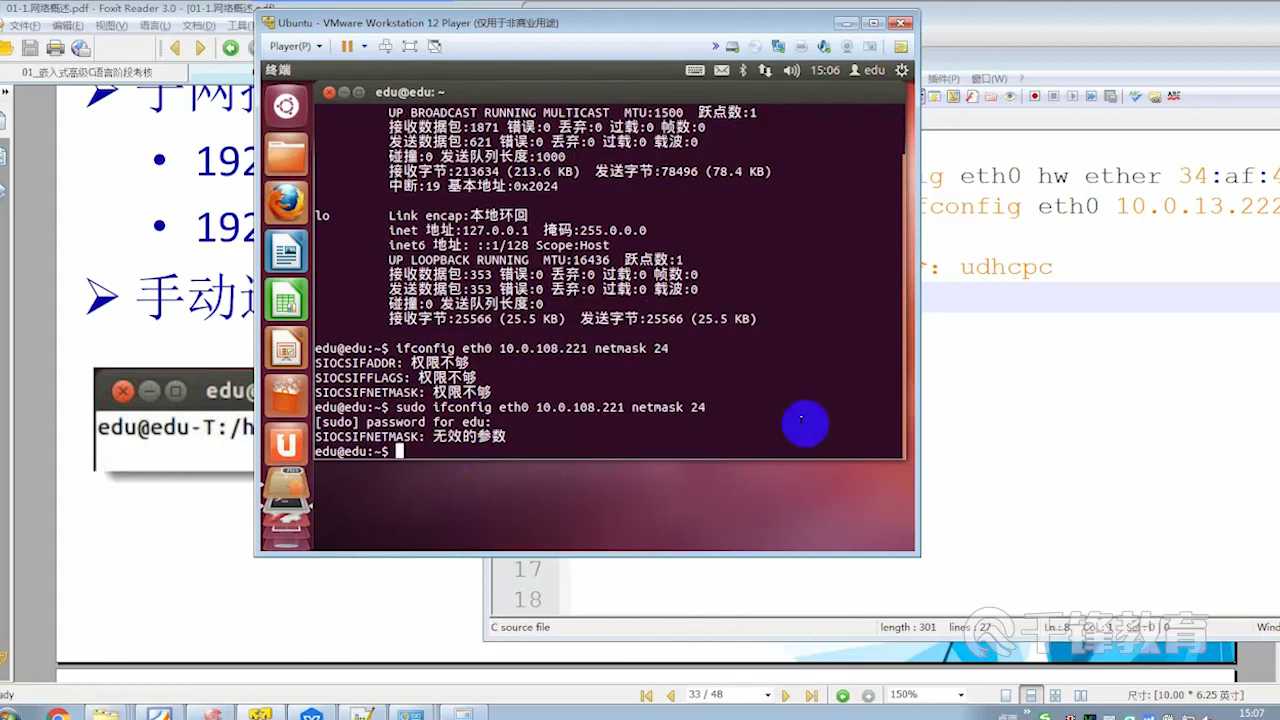 01-1.网络概述.pdf - Foxit Reader 3.0 - [01-1.网络概述.pdf]
文件(F) 编辑(E) 视图(V) 语言(L) 文档(D) 工具(
01_嵌入式高级C语言阶段考核
• 192
• 192
edu@
edu@edu-T:/h
Ubuntu - VMware Workstation 12 Player (仅用于非商业用途)
Player(P)
终端
15:06
edu
edu@edu: ~
UP BROADCAST RUNNING MULTICAST MTU:1500 跃点数:1
接收数据包:1871 错误:0 丢弃:0 过载:0 帧数:0
发送数据包:621 错误:0 丢弃:0 过载:0 载波:0
碰撞:0 发送队列长度:1000
接收字节:213634 (213.6 KB) 发送字节:78496 (78.4 KB)
中断:19 基本地址:0x2024
lo Link encap:本地环回
inet 地址:127.0.0.1 掩码:255.0.0.0
inet6 地址: ::1/128 Scope:Host
UP LOOPBACK RUNNING MTU:16436 跃点数:1
接收数据包:353 错误:0 丢弃:0 过载:0 帧数:0
发送数据包:353 错误:0 丢弃:0 过载:0 载波:0
碰撞:0 发送队列长度:0
接收字节:25566 (25.5 KB) 发送字节:25566 (25.5 KB)
edu@edu:~$ ifconfig eth0 10.0.108.221 netmask 24
SIOCSIFADDR: 权限不够
SIOCSIFFLAGS: 权限不够
SIOCSIFNETMASK: 权限不够
edu@edu:~$ sudo ifconfig eth0 10.0.108.221 netmask 24
[sudo] password for edu:
SIOCSIFNETMASK: 无效的参数
edu@edu:~$
插件(P) 窗口(W) ?
ig eth0 hw ether 34:af:4
fconfig eth0 10.0.13.222
: udhcpc
17
18
C source file
length : 301 lines : 27
Ln : 8
Wind
千锋教育
33 / 48
150%
尺寸: [10.00 * 6.25 英寸]
15:07